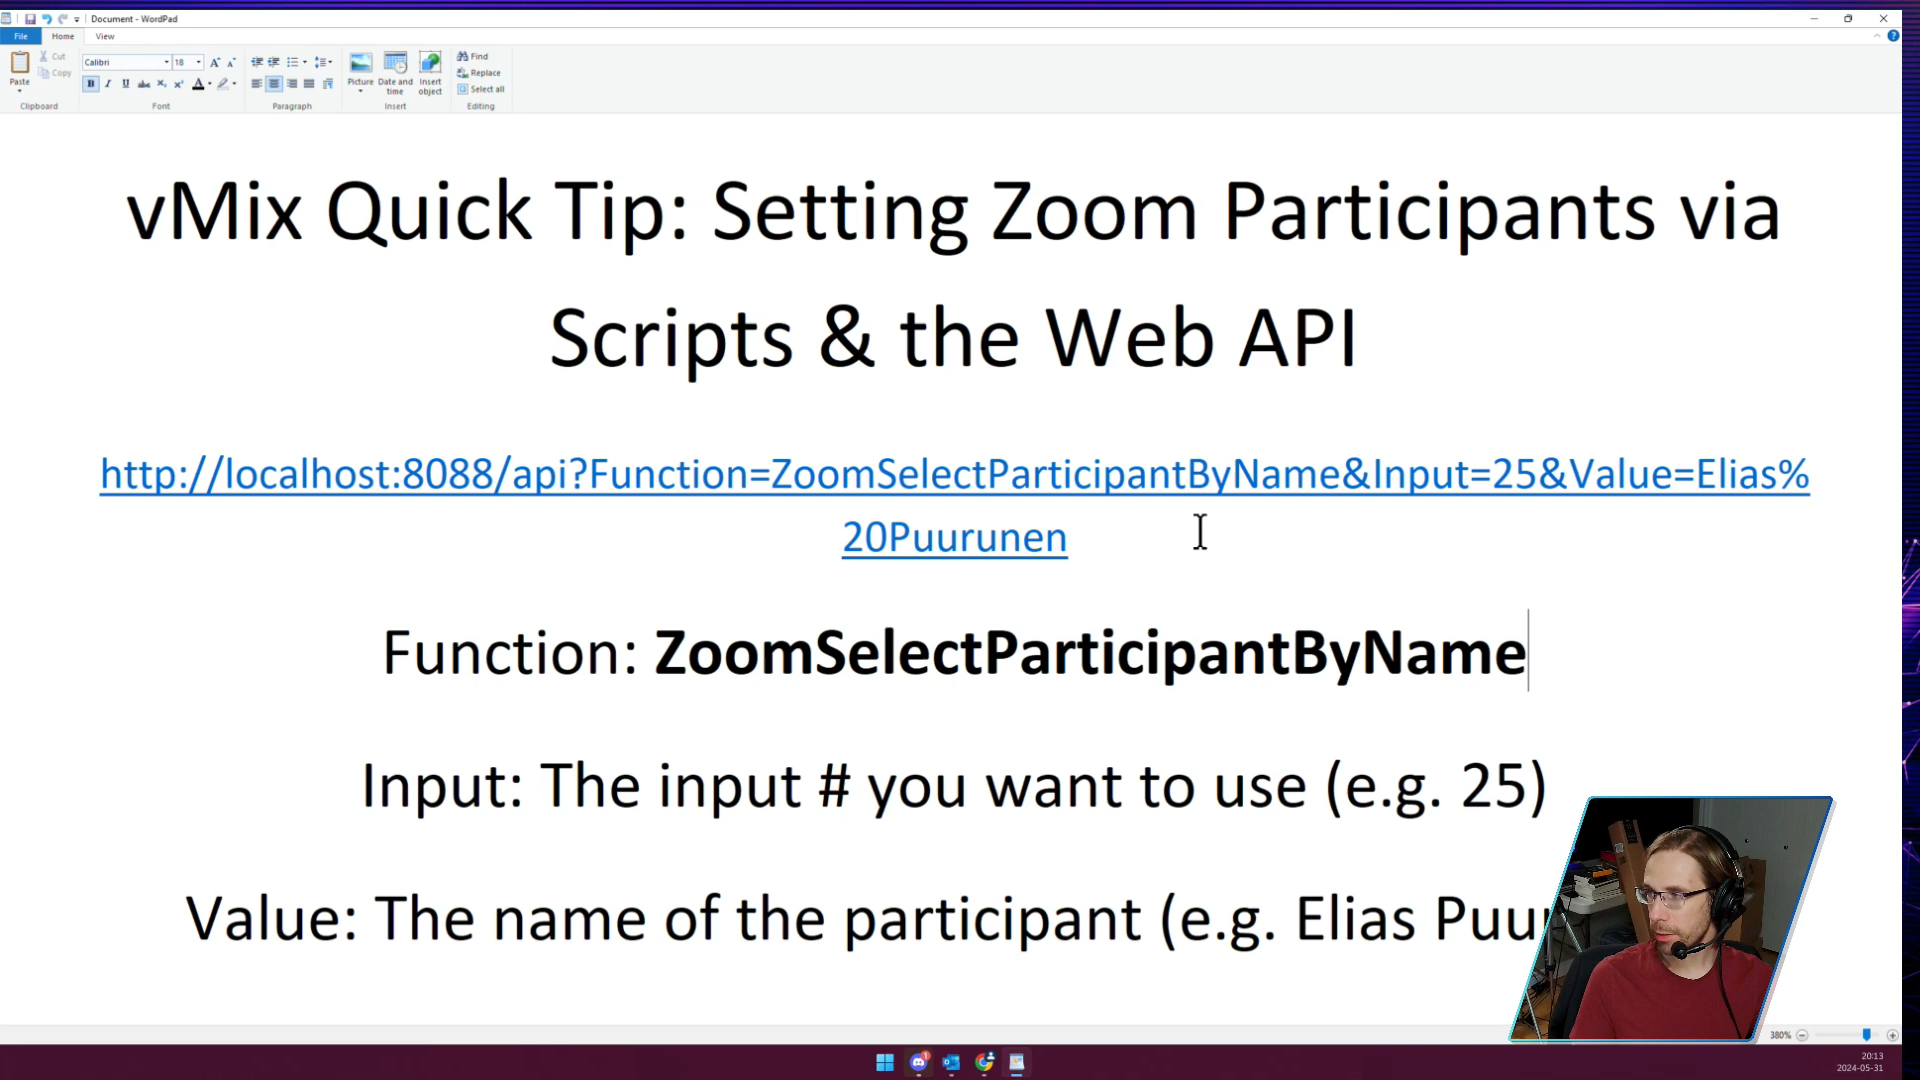 Document - WordPad
File Home View
Paste
Cut
Copy
Clipboard
Calibri 18
B I U abc X₂ X² A
Font
Paragraph
Picture
Date and time
Insert object
Insert
Find
Replace
Select all
Editing
vMix Quick Tip: Setting Zoom Participants via
Scripts & the Web API
http://localhost:8088/api?Function=ZoomSelectParticipantByName&Input=25&Value=Elias%
20Puurunen
Function: ZoomSelectParticipantByName
Input: The input # you want to use (e.g. 25)
Value: The name of the participant (e.g. Elias
380%
20:13
2024-05-31